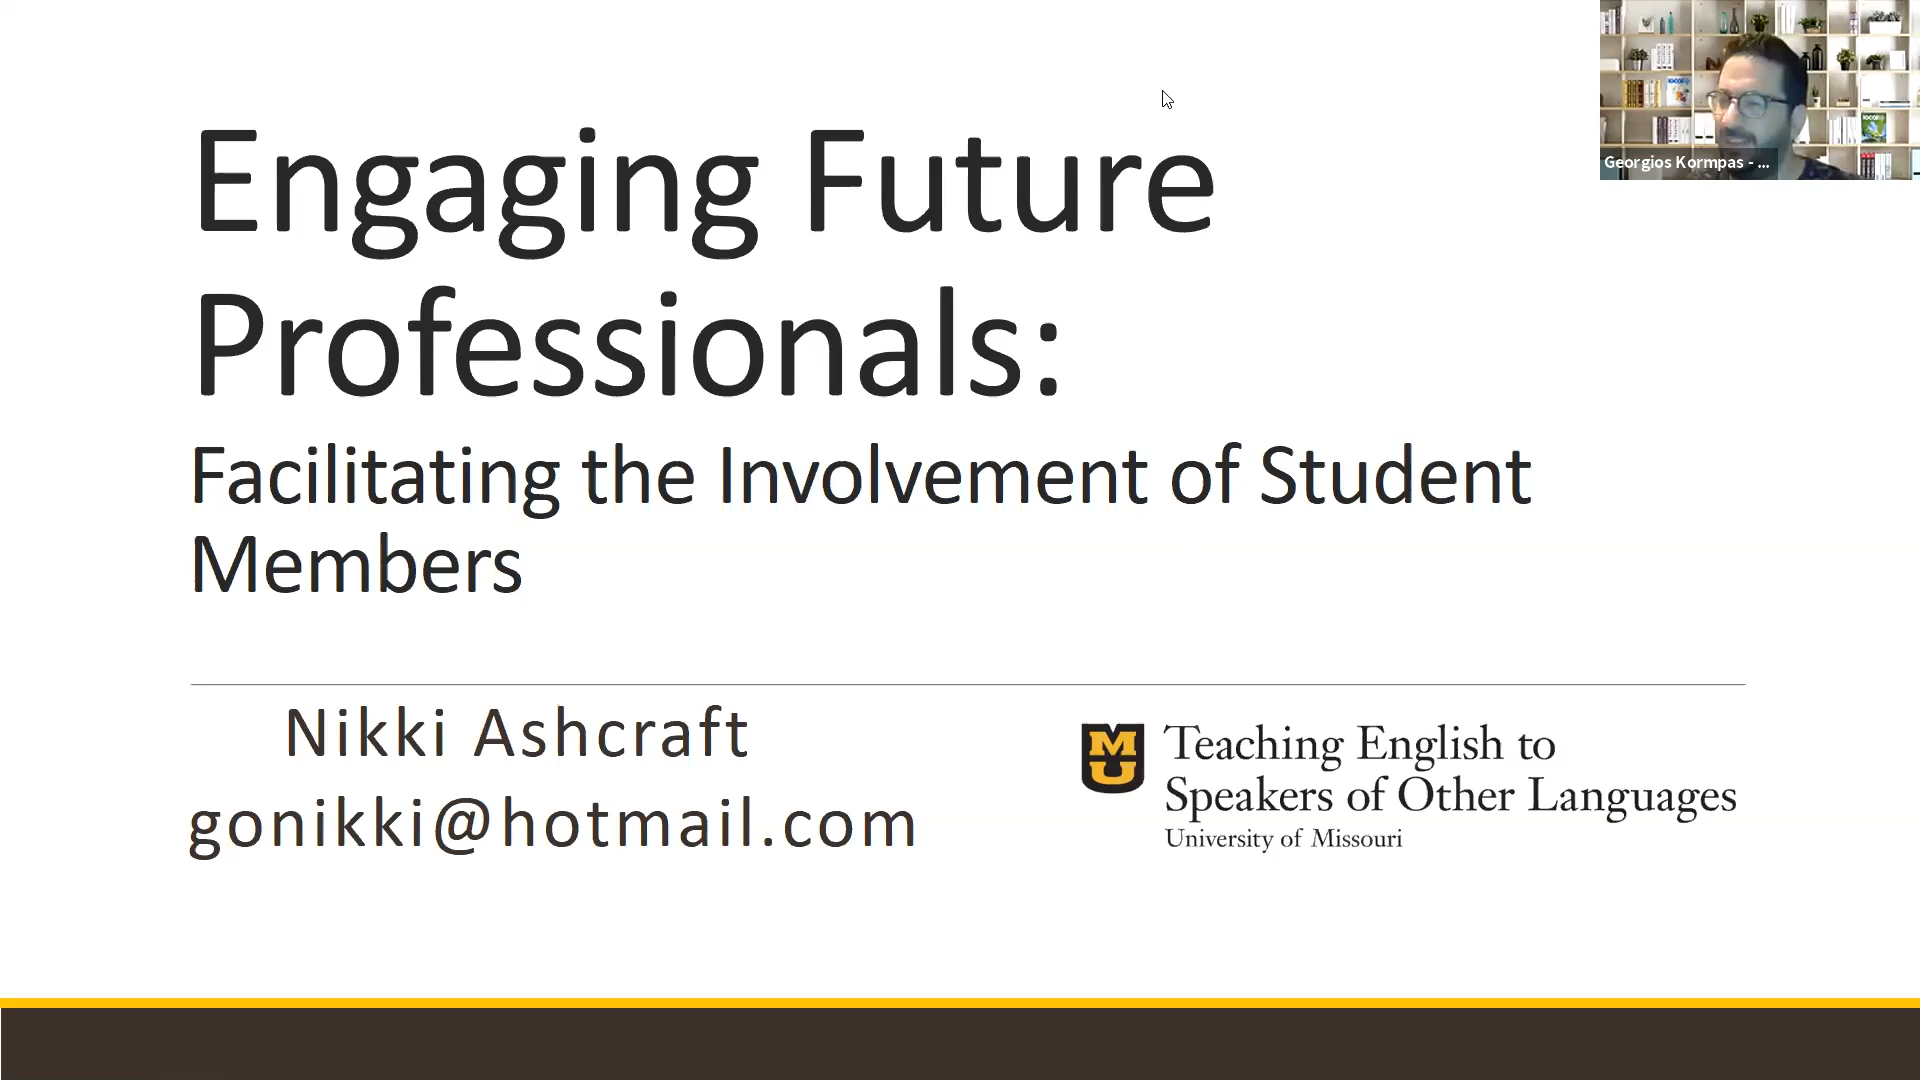 Engaging Future
Professionals:
Facilitating the Involvement of Student
Members
Nikki Ashcraft
gonikki@hotmail.com
MU
Teaching English to
Speakers of Other Languages
University of Missouri
Georgios Kormpas - ...